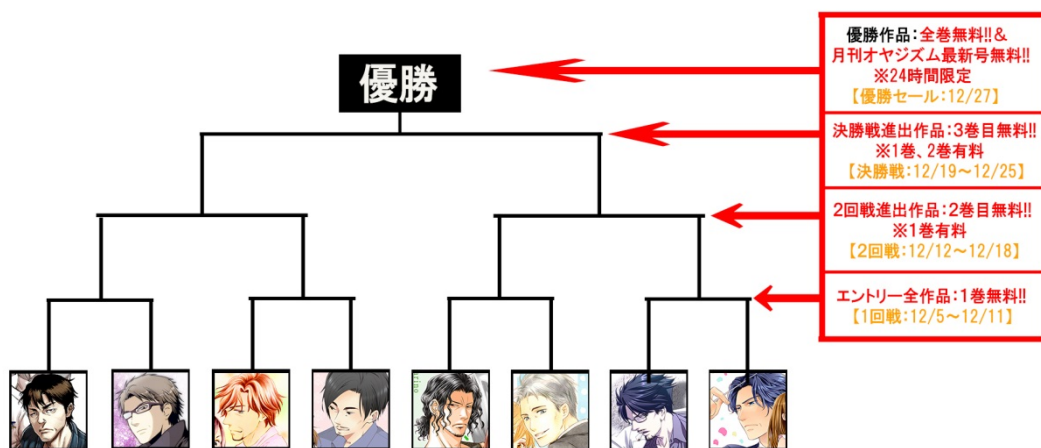 優勝
優勝作品：全巻無料!!＆
月刊オヤジズム最新号無料!!
※24時間限定
【優勝セール：12/27】
決勝戦進出作品：3巻目無料!!
※1巻、2巻有料
【決勝戦：12/19～12/25】
2回戦進出作品：2巻目無料!!
※1巻有料
【2回戦：12/12～12/18】
エントリー全作品：1巻無料!!
【1回戦：12/5～12/11】